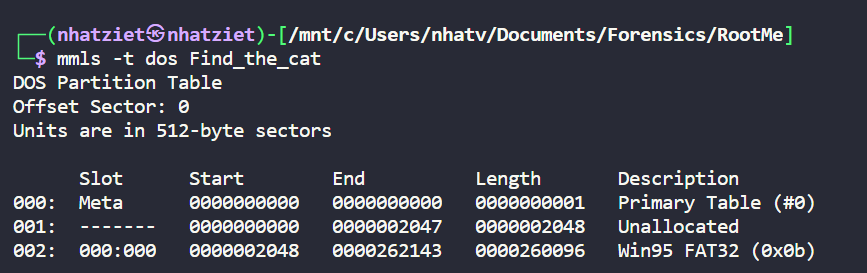 ┌──(nhatziet㉿nhatziet)-[/mnt/c/Users/nhatv/Documents/Forensics/RootMe]
└─$ mmls -t dos Find_the_cat
DOS Partition Table
Offset Sector: 0
Units are in 512-byte sectors

      Slot      Start        End          Length       Description
000:  Meta      0000000000   0000000000   0000000001   Primary Table (#0)
001:  -------   0000000000   0000002047   0000002048   Unallocated
002:  000:000   0000002048   0000262143   0000260096   Win95 FAT32 (0x0b)